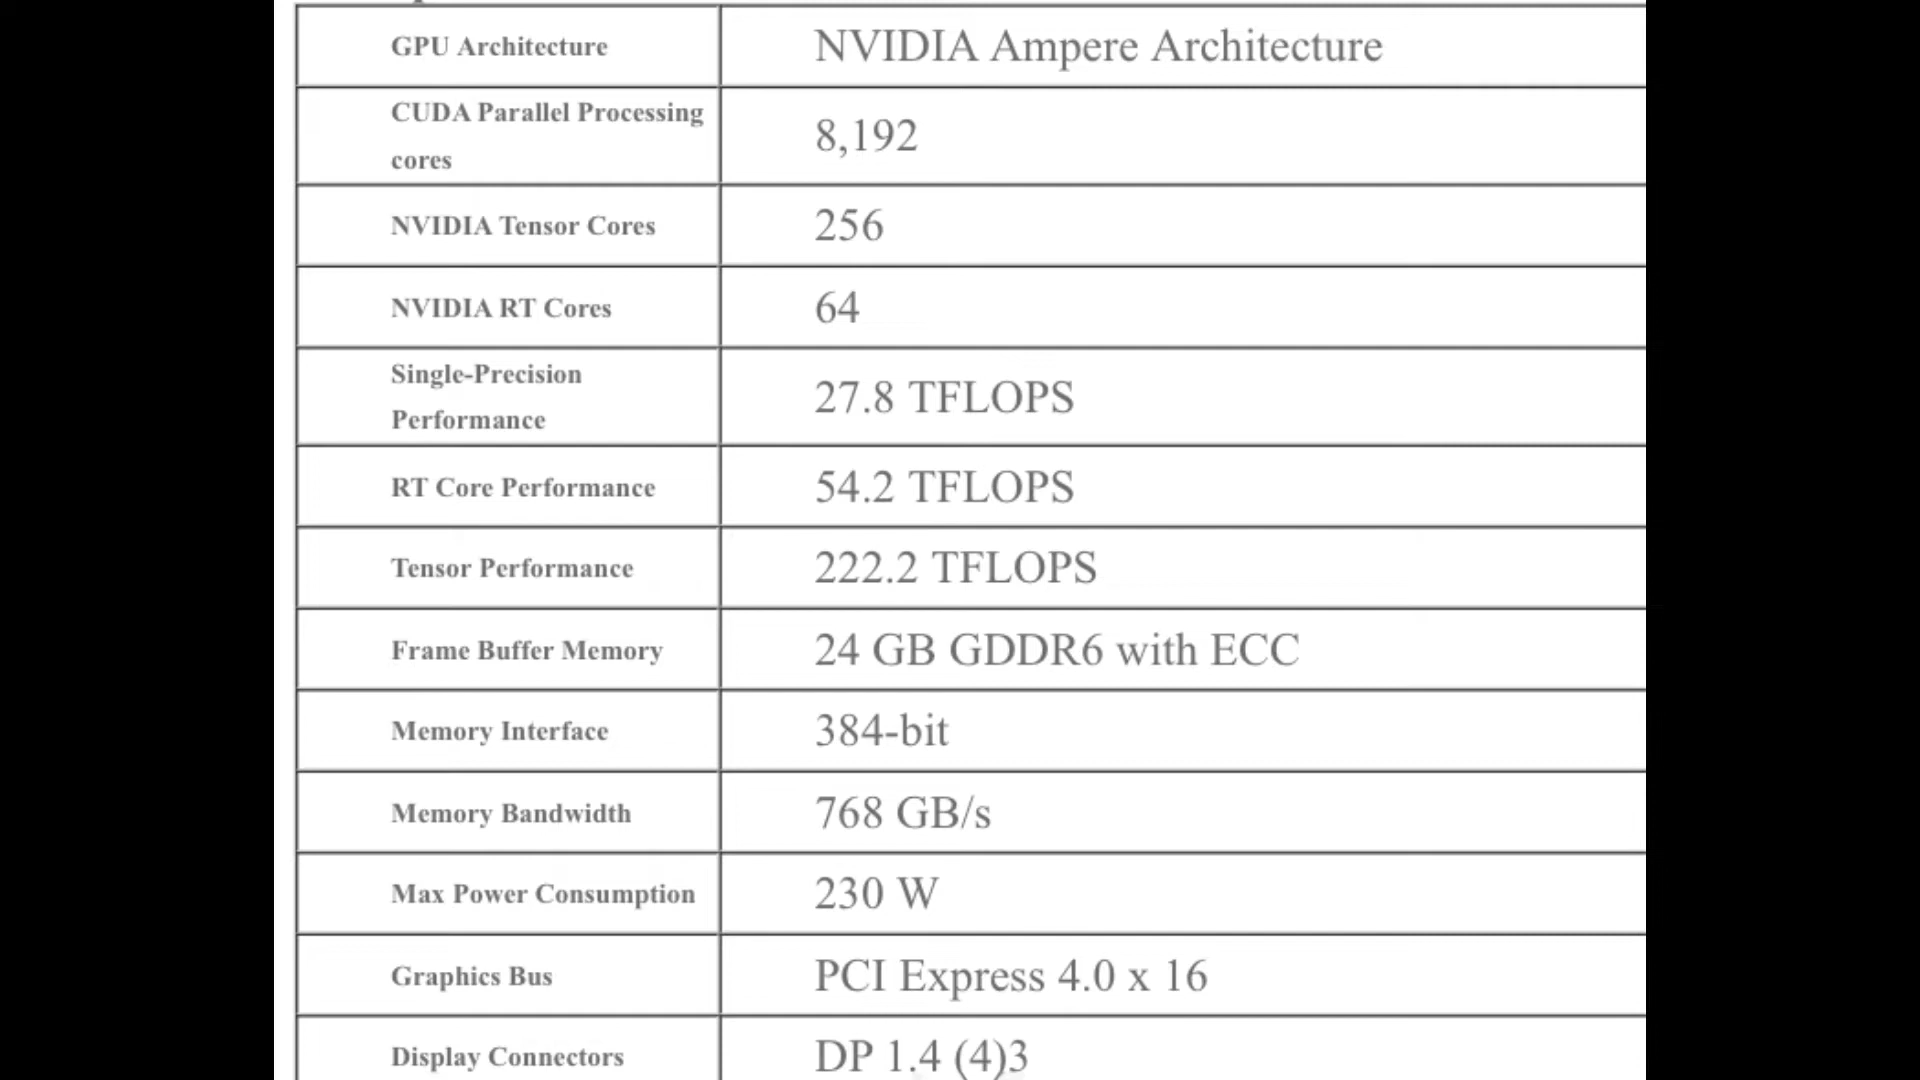 GPU Architecture NVIDIA Ampere Architecture
CUDA Parallel Processing
cores 8,192
NVIDIA Tensor Cores 256
NVIDIA RT Cores 64
Single-Precision
Performance 27.8 TFLOPS
RT Core Performance 54.2 TFLOPS
Tensor Performance 222.2 TFLOPS
Frame Buffer Memory 24 GB GDDR6 with ECC
Memory Interface 384-bit
Memory Bandwidth 768 GB/s
Max Power Consumption 230 W
Graphics Bus PCI Express 4.0 x 16
Display Connectors DP 1.4 (4)3